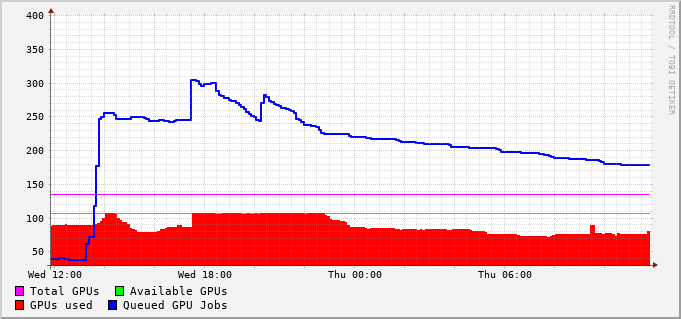 400
350
300
250
200
150
100
50
Wed 12:00 Wed 18:00 Thu 00:00 Thu 06:00
Total GPUs Available GPUs
GPUs used Queued GPU Jobs
RRDTOOL / TOBI OETIKER